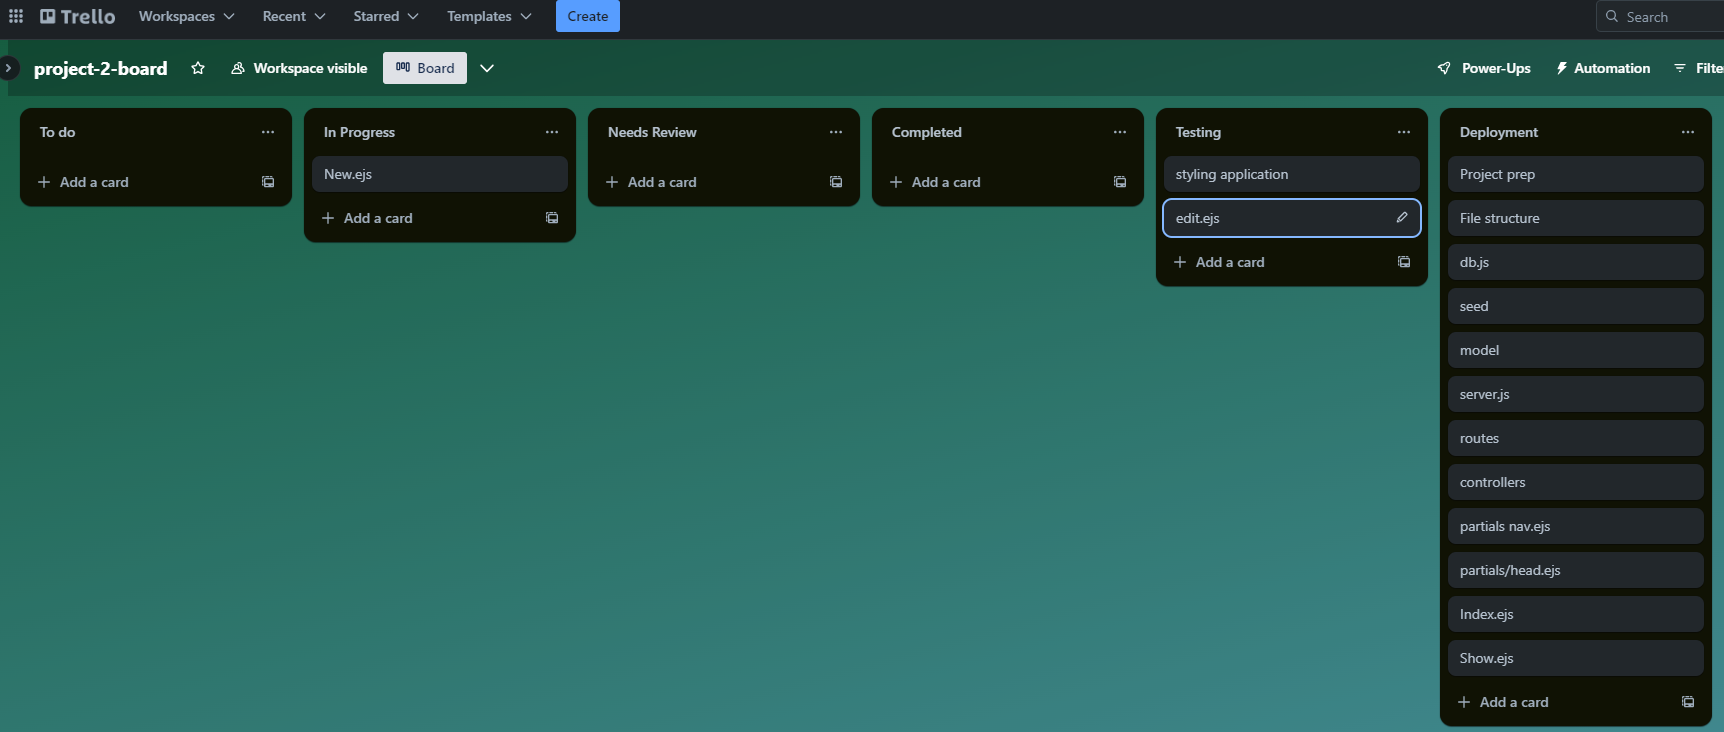 Trello Workspaces Recent Starred Templates Create Search
project-2-board Workspace visible Board Power-Ups Automation Filte
To do
Add a card
In Progress
New.ejs
Add a card
Needs Review
Add a card
Completed
Add a card
Testing
styling application
edit.ejs
Add a card
Deployment
Project prep
File structure
db.js
seed
model
server.js
routes
controllers
partials nav.ejs
partials/head.ejs
Index.ejs
Show.ejs
Add a card